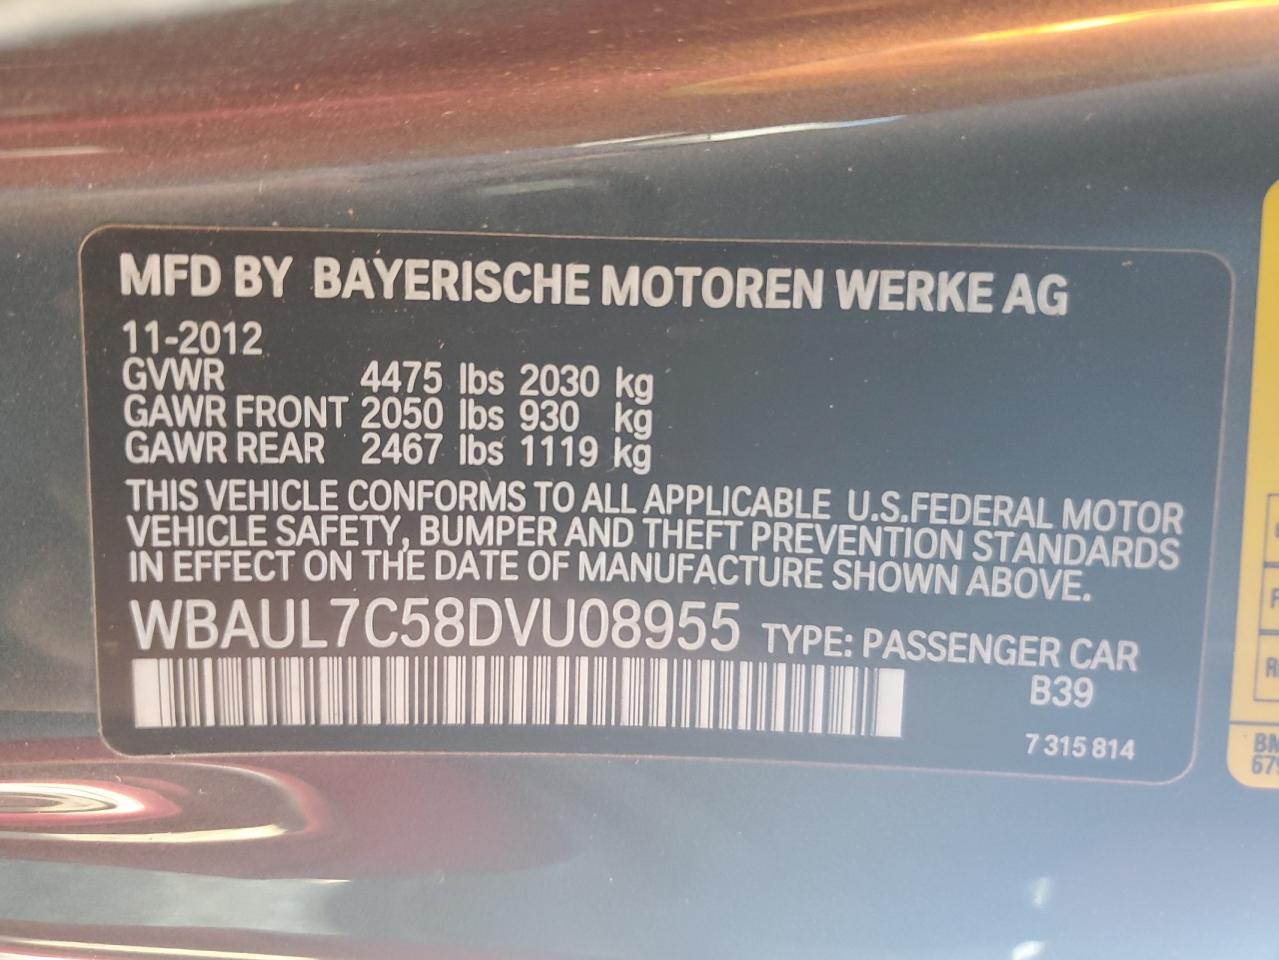 MFD BY BAYERISCHE MOTOREN WERKE AG
11-2012
GVWR 4475 lbs 2030 kg
GAWR FRONT 2050 lbs 930 kg
GAWR REAR 2467 lbs 1119 kg
THIS VEHICLE CONFORMS TO ALL APPLICABLE U.S.FEDERAL MOTOR
VEHICLE SAFETY, BUMPER AND THEFT PREVENTION STANDARDS
IN EFFECT ON THE DATE OF MANUFACTURE SHOWN ABOVE.
WBAUL7C58DVU08955 TYPE: PASSENGER CAR
B39
7 315 814